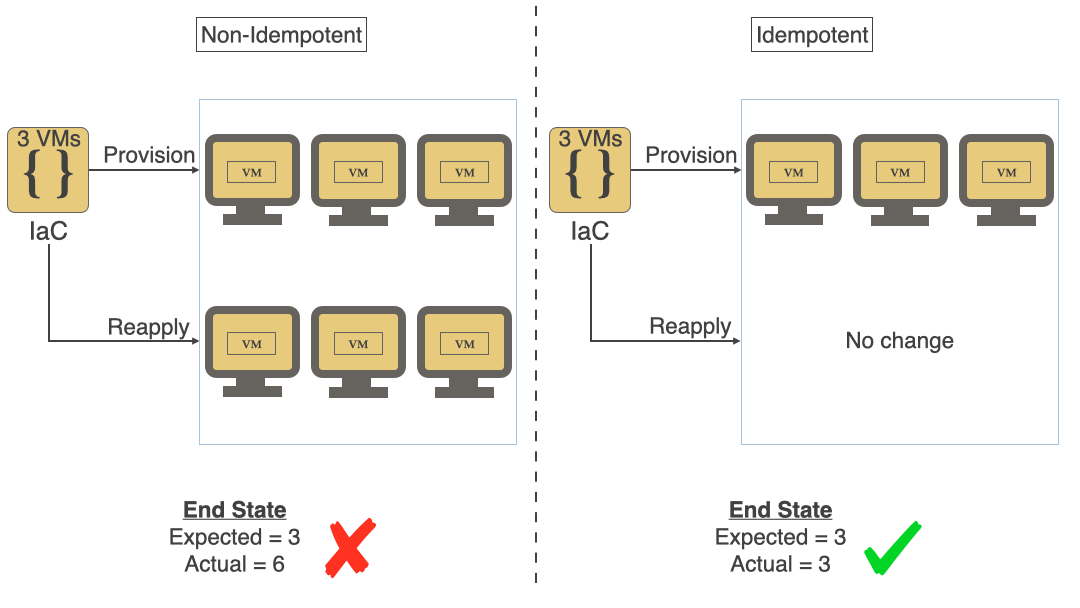 Non-Idempotent
3 VMs
{ }
IaC
Provision
VM
VM
VM
Reapply
VM
VM
VM
End State
Expected = 3
Actual = 6
Idempotent
3 VMs
{ }
IaC
Provision
VM
VM
VM
Reapply
No change
End State
Expected = 3
Actual = 3